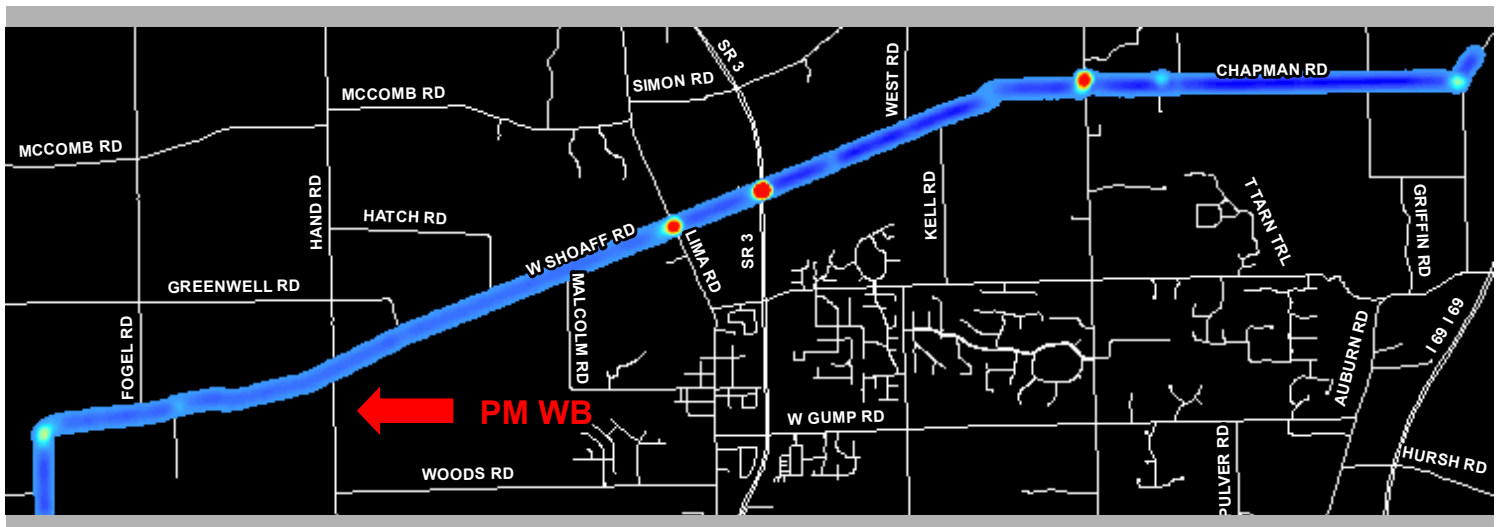 SR 3
CHAPMAN RD
SIMON RD
WEST RD
MCCOMB RD
MCCOMB RD
HAND RD
HATCH RD
KELL RD
T TARN TRL
GRIFFIN RD
W SHOAFF RD
LIMA RD
SR 3
GREENWELL RD
MALCOLM RD
FOGEL RD
I 69
I 69
AUBURN RD
PM WB
W GUMP RD
WOODS RD
PULVER RD
HURSH RD